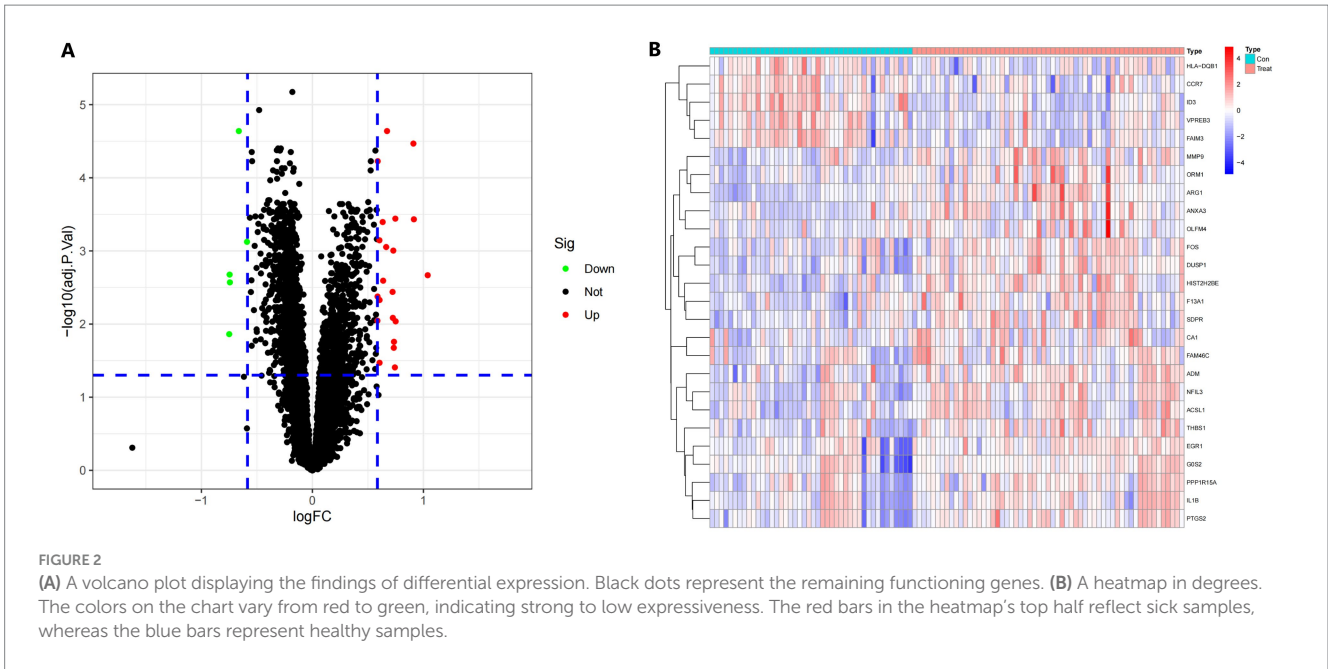 A
5
4
3
2
1
0
−log10(adj.P.Val)
−1
0
1
logFC
Sig
Down
Not
Up
B
Type
HLA−DQB1
CCR7
ID3
VPREB3
FAIM3
MMP9
ORM1
ARG1
ANXA3
OLFM4
FOS
DUSP1
HIST2H2BE
F13A1
SDPR
CA1
FAM46C
ADM
NFIL3
ACSL1
THBS1
EGR1
G0S2
PPP1R15A
IL1B
PTGS2
4
2
0
−2
−4
Type
Con
Treat
FIGURE 2
(A) A volcano plot displaying the findings of differential expression. Black dots represent the remaining functioning genes. (B) A heatmap in degrees.
The colors on the chart vary from red to green, indicating strong to low expressiveness. The red bars in the heatmap’s top half reflect sick samples,
whereas the blue bars represent healthy samples.